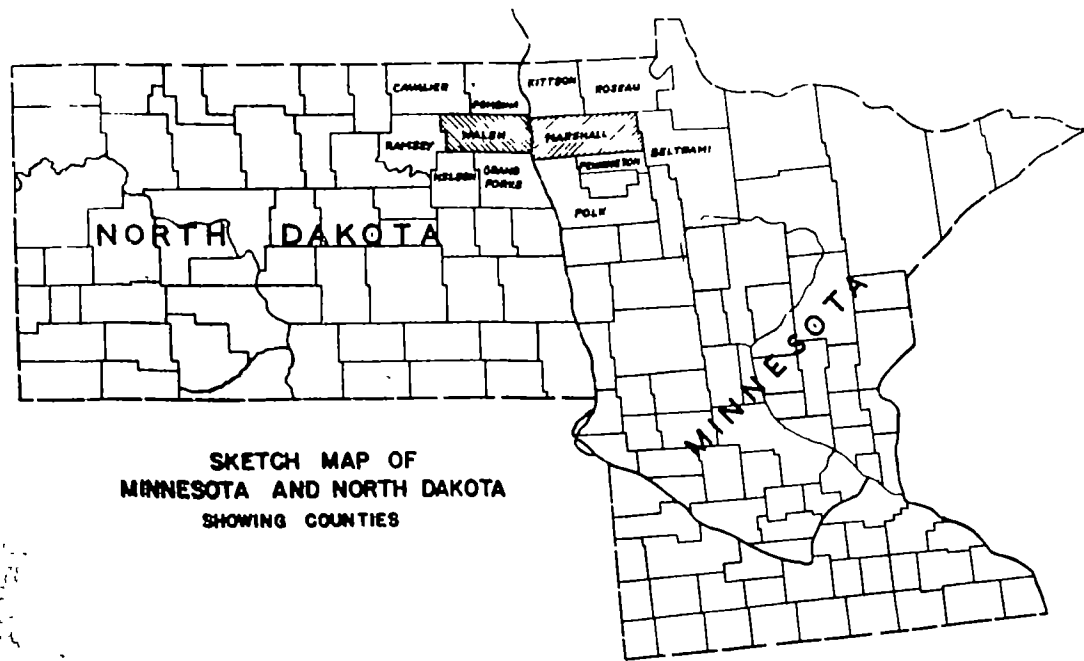 CAVALIER
PEMBINA
KITTSON
ROSEAU
RAMSEY
WALSH
MARSHALL
BELTRAMI
NELSON
GRAND
FORKS
PENNINGTON
POLK
NORTH DAKOTA
MINNESOTA
SKETCH MAP OF
MINNESOTA AND NORTH DAKOTA
SHOWING COUNTIES